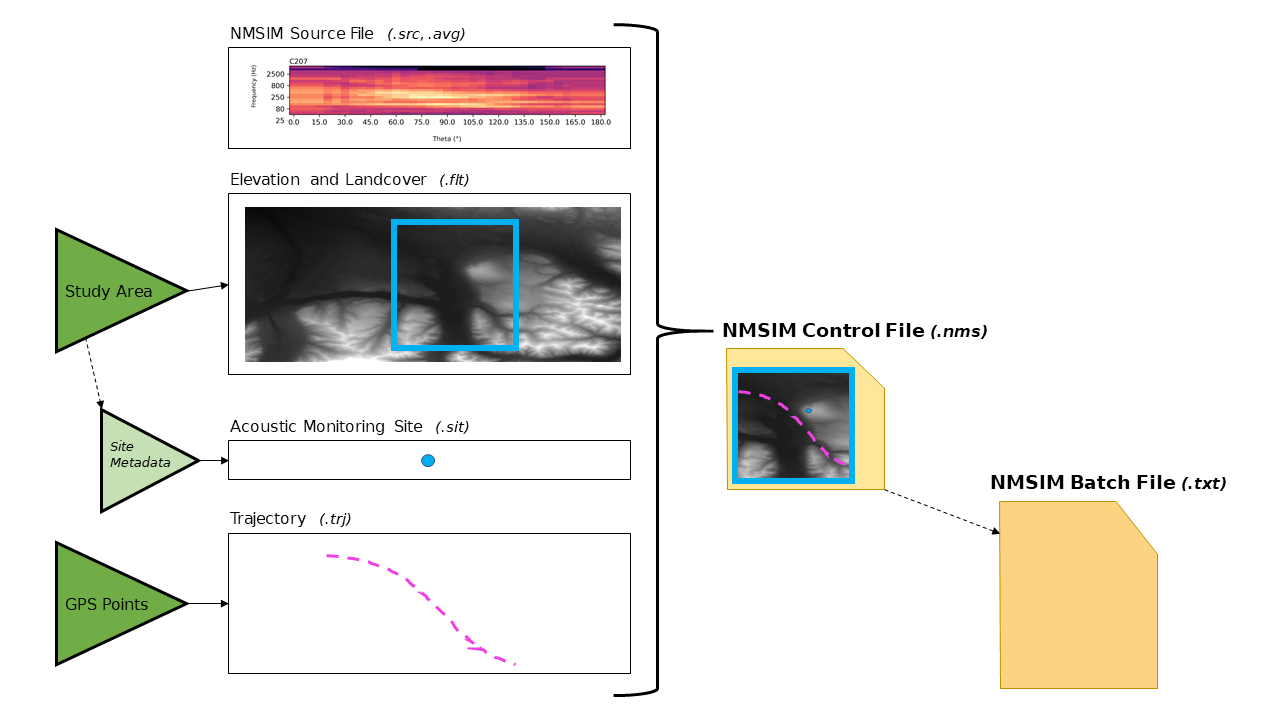 NMSIM Source File (.src, .avg)
C207
Frequency (Hz)
2500
800
250
80
25
0.0 15.0 30.0 45.0 60.0 75.0 90.0 105.0 120.0 135.0 150.0 165.0 180.0
Theta (°)
Elevation and Landcover (.flt)
Study Area
NMSIM Control File (.nms)
Acoustic Monitoring Site (.sit)
Site
Metadata
NMSIM Batch File (.txt)
Trajectory (.trj)
GPS Points